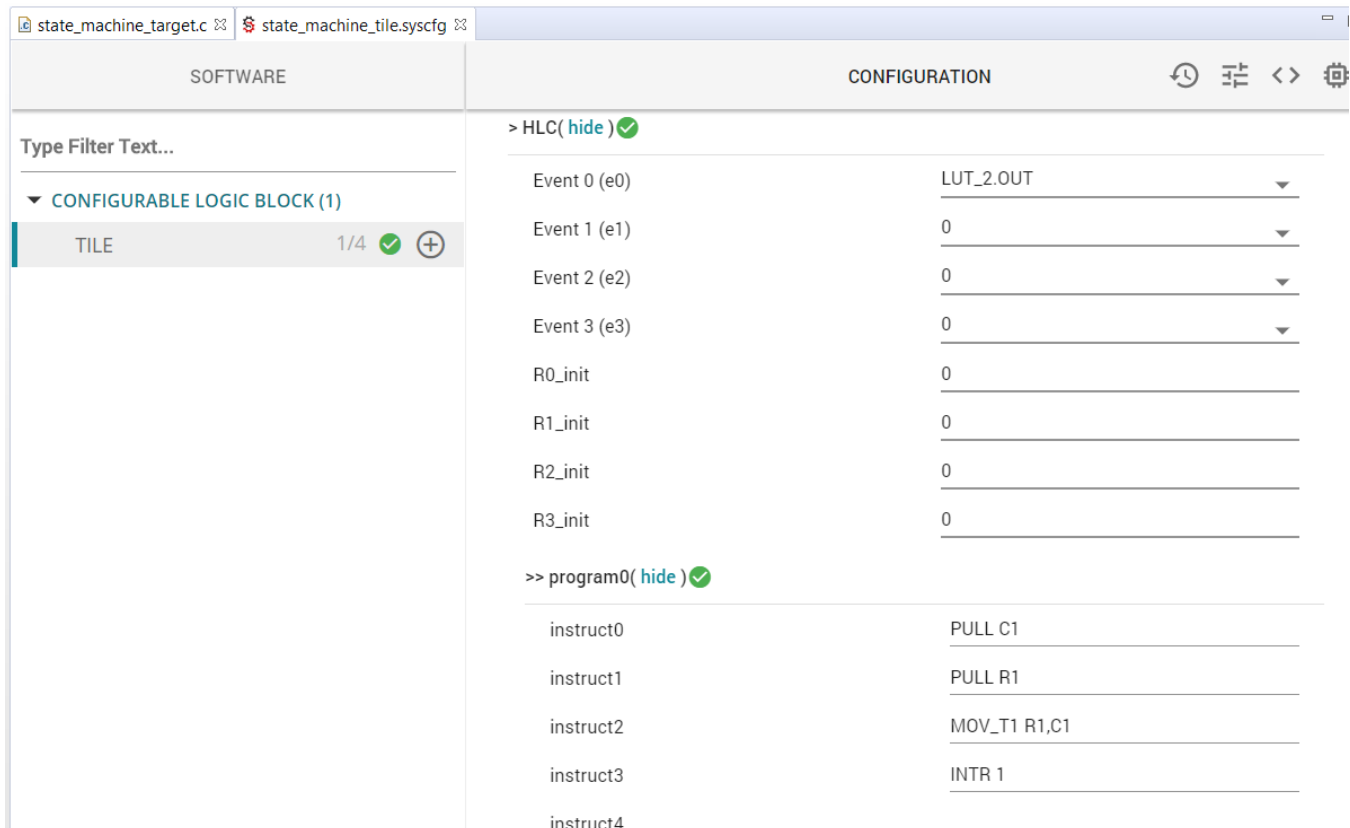 state_machine_target.c
state_machine_tile.syscfg
SOFTWARE
CONFIGURATION
Type Filter Text...
CONFIGURABLE LOGIC BLOCK (1)
TILE 1/4
> HLC( hide )
Event 0 (e0) LUT_2.OUT
Event 1 (e1) 0
Event 2 (e2) 0
Event 3 (e3) 0
R0_init 0
R1_init 0
R2_init 0
R3_init 0
>> program0( hide )
instruct0 PULL C1
instruct1 PULL R1
instruct2 MOV_T1 R1,C1
instruct3 INTR 1
instruct4